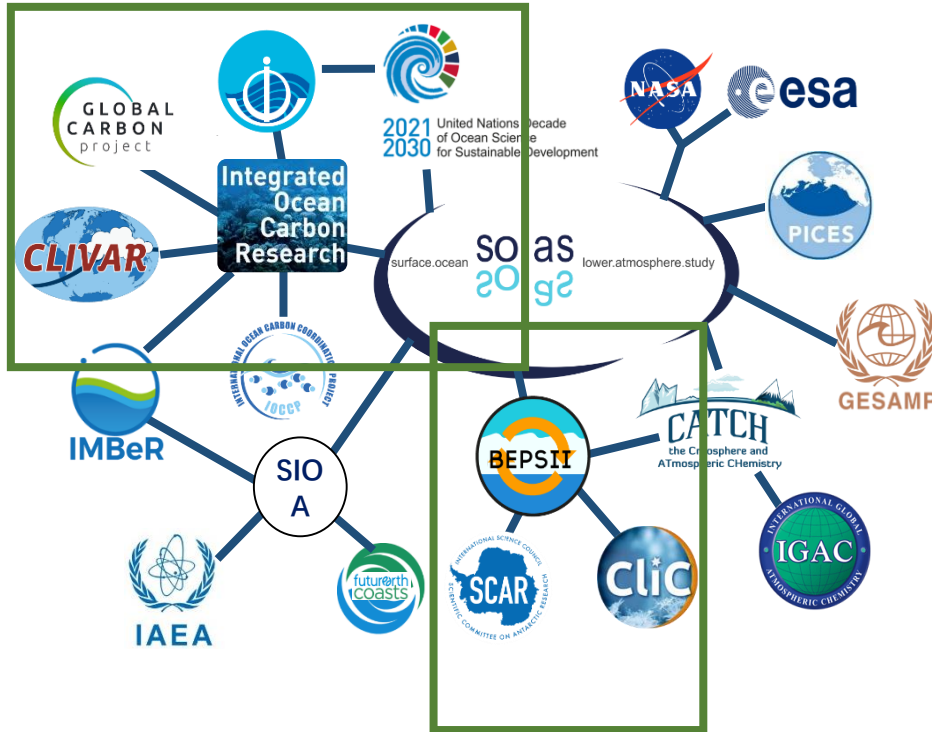 GLOBAL
CARBON
project
2021
2030
United Nations Decade
of Ocean Science
for Sustainable Development
NASA
esa
Integrated
Ocean
Carbon
Research
CLIVAR
PICES
surface.ocean
solas
lower.atmosphere.study
solas
INTERNATIONAL OCEAN CARBON COORDINATION PROJECT
IOCCP
GESAMP
IMBeR
CATCH
the Cryosphere and
ATmospheric CHemistry
BEPSII
SIO
A
INTERNATIONAL GLOBAL
IGAC
ATMOSPHERIC CHEMISTRY
futurearth
coasts
INTERNATIONAL SCIENCE COUNCIL
SCAR
SCIENTIFIC COMMITTEE ON ANTARCTIC RESEARCH
CliC
IAEA